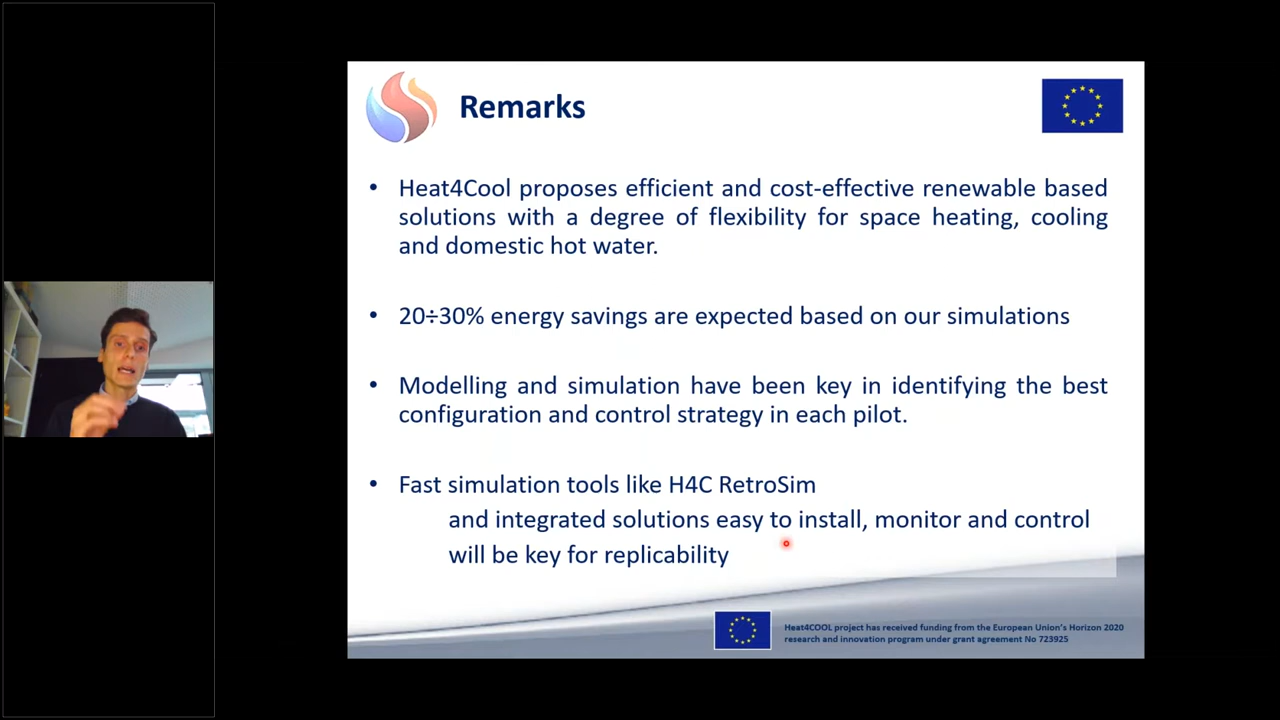 Remarks
• Heat4Cool proposes efficient and cost-effective renewable based
solutions with a degree of flexibility for space heating, cooling
and domestic hot water.
• 20÷30% energy savings are expected based on our simulations
• Modelling and simulation have been key in identifying the best
configuration and control strategy in each pilot.
• Fast simulation tools like H4C RetroSim
and integrated solutions easy to install, monitor and control
will be key for replicability
Heat4COOL project has received funding from the European Union's Horizon 2020
research and innovation program under grant agreement No 723925